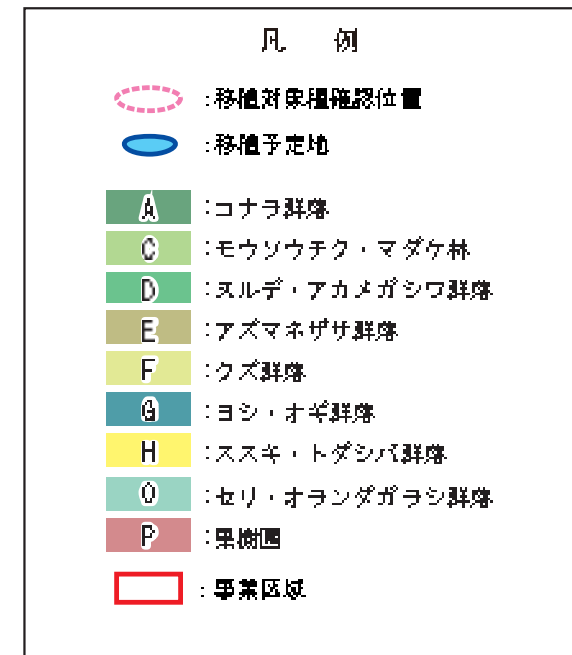 凡 例
:移植対象種確認位置
:移植予定地
A :コナラ群落
C :モウソウチク・マダケ林
D :ヌルデ・アカメガシワ群落
E :アズマネザサ群落
F :クズ群落
G :ヨシ・オギ群落
H :ススキ・トダシバ群落
O :セリ・オランダガラシ群落
P :果樹園
:事業区域